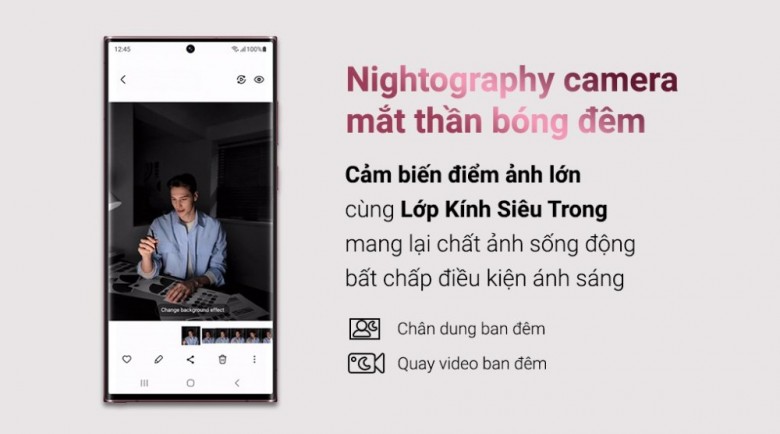 12:45
100%
Change background effect
Nightography camera
mắt thần bóng đêm
Cảm biến điểm ảnh lớn
cùng Lớp Kính Siêu Trong
mang lại chất ảnh sống động
bất chấp điều kiện ánh sáng
Chân dung ban đêm
Quay video ban đêm